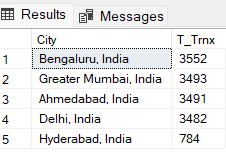 Results Messages
City T_Trnx
1 Bengaluru, India 3552
2 Greater Mumbai, India 3493
3 Ahmedabad, India 3491
4 Delhi, India 3482
5 Hyderabad, India 784